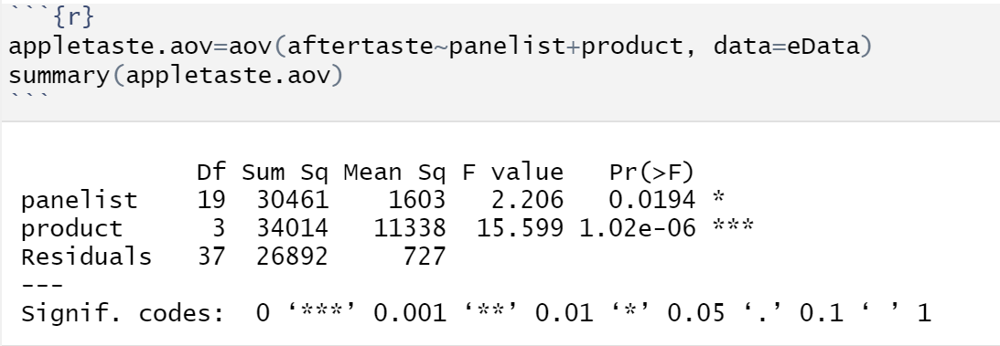 ```{r}
appletaste.aov=aov(aftertaste~panelist+product, data=eData)
summary(appletaste.aov)
```
            Df Sum Sq Mean Sq F value   Pr(>F)
panelist    19  30461    1603   2.206   0.0194 *
product      3  34014   11338  15.599 1.02e-06 ***
Residuals   37  26892     727
---
Signif. codes:  0 ‘***’ 0.001 ‘**’ 0.01 ‘*’ 0.05 ‘.’ 0.1 ‘ ’ 1